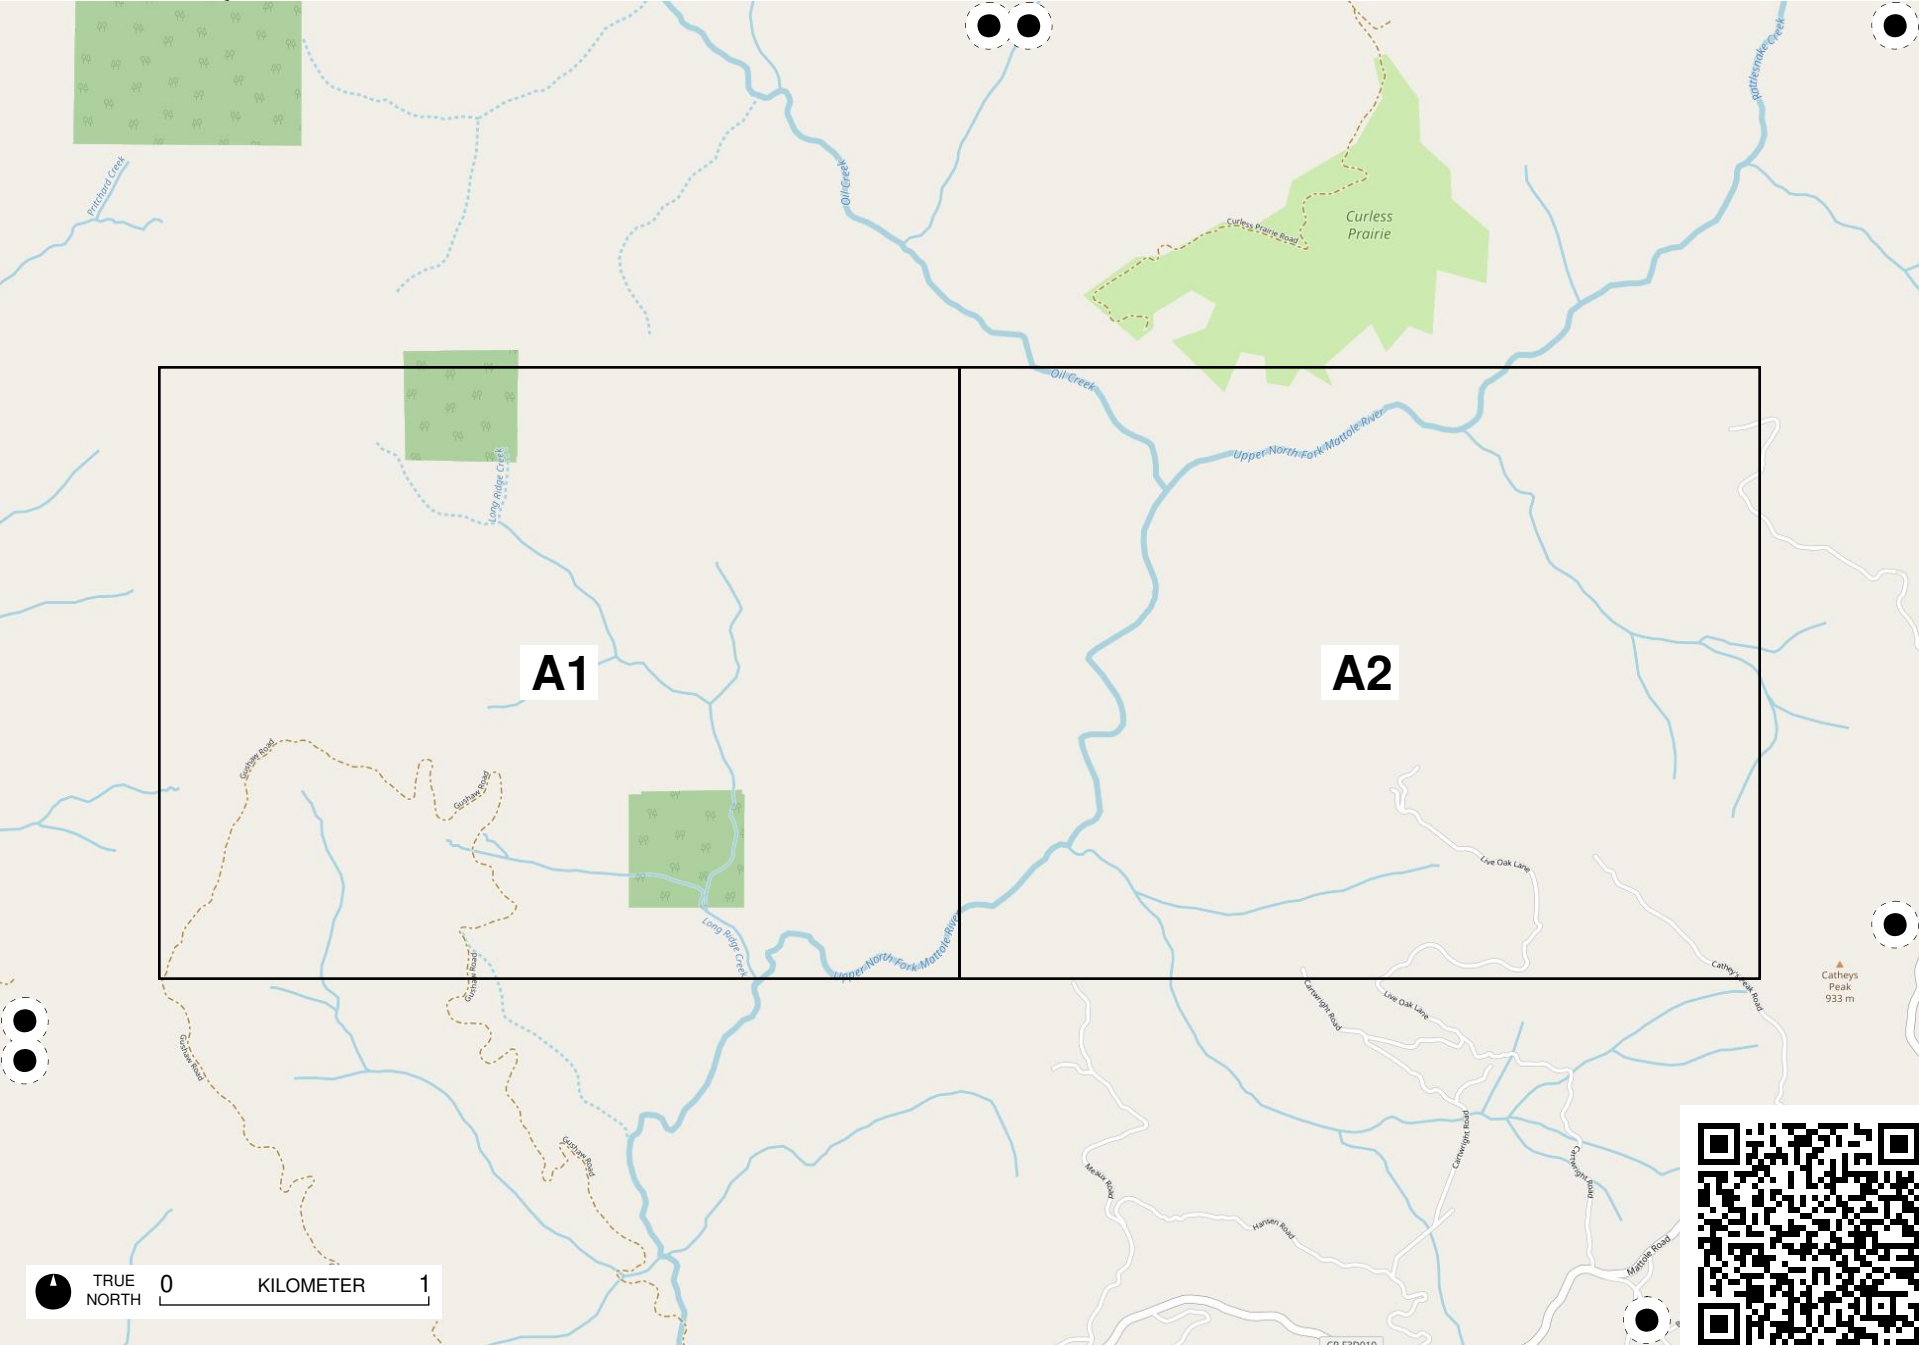 Rattlesnake Creek
Oil Creek
Pritchard Creek
Curless Prairie Road
Curless
Prairie
Oil Creek
Upper North Fork Mattole River
Long Ridge Creek
A1
A2
Gushaw Road
Gushaw Road
Live Oak Lane
Long Ridge Creek
Upper North Fork Mattole River
Gushaw Road
Cathey's Peak Road
Catheys
Peak
933 m
Cartwright Road
Live Oak Lane
Gushaw Road
Gushaw Road
Cartwright Road
Cartwright Road
Hansen Road
Mattole Road
TRUE
NORTH
0 KILOMETER 1